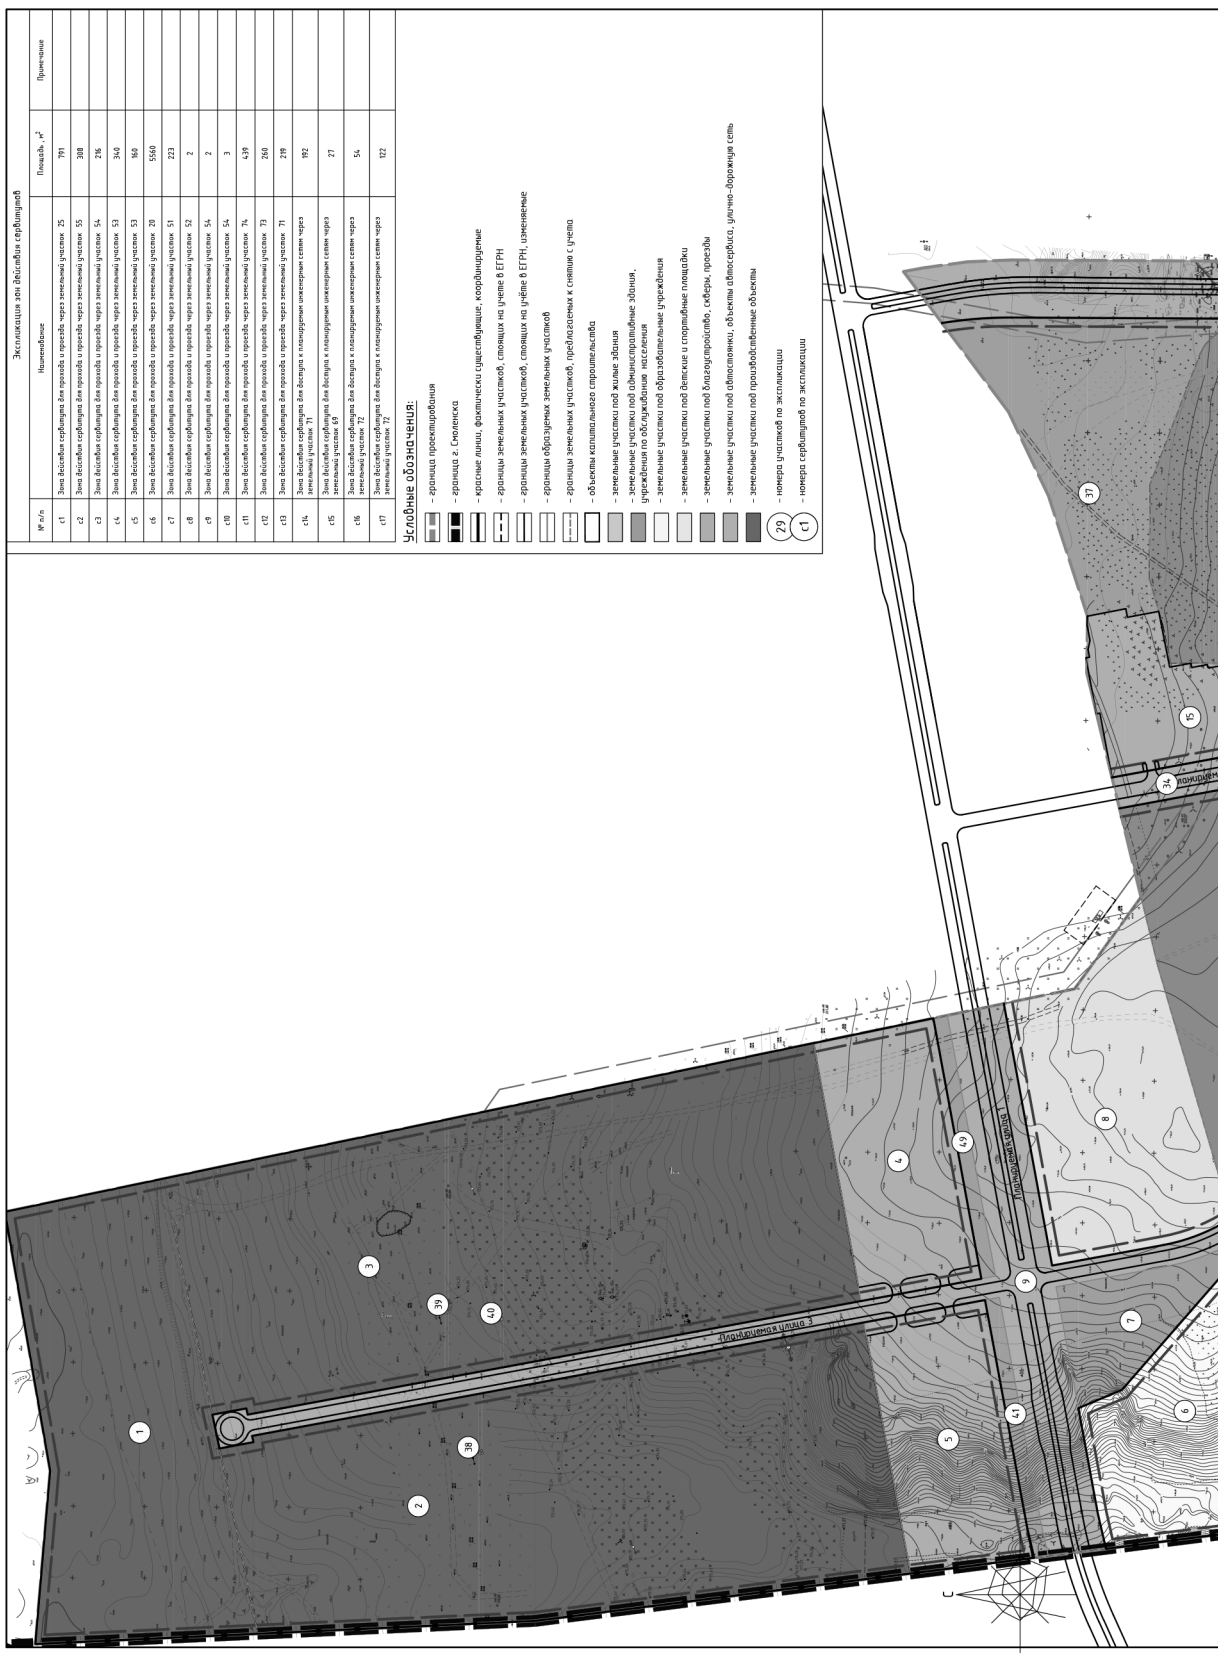 Экспликация зон действия сервитутов
№ п/п Наименование Площадь, м² Примечание
с1 Зона действия сервитута для прохода и проезда через земельный участок 25 791
с2 Зона действия сервитута для прохода и проезда через земельный участок 55 308
с3 Зона действия сервитута для прохода и проезда через земельный участок 54 216
с4 Зона действия сервитута для прохода и проезда через земельный участок 53 340
с5 Зона действия сервитута для прохода и проезда через земельный участок 53 160
с6 Зона действия сервитута для прохода и проезда через земельный участок 20 5560
с7 Зона действия сервитута для прохода и проезда через земельный участок 51 223
с8 Зона действия сервитута для прохода и проезда через земельный участок 52 2
с9 Зона действия сервитута для прохода и проезда через земельный участок 54 2
с10 Зона действия сервитута для прохода и проезда через земельный участок 54 3
с11 Зона действия сервитута для прохода и проезда через земельный участок 74 439
с12 Зона действия сервитута для прохода и проезда через земельный участок 73 260
с13 Зона действия сервитута для прохода и проезда через земельный участок 71 219
с14 Зона действия сервитута для доступа к планируемым инженерным сетям через 192
земельный участок 71
с15 Зона действия сервитута для доступа к планируемым инженерным сетям через 27
земельный участок 69
с16 Зона действия сервитута для доступа к планируемым инженерным сетям через 54
земельный участок 72
с17 Зона действия сервитута для доступа к планируемым инженерным сетям через 122
земельный участок 72
Условные обозначения:
- граница проектирования
- граница г. Смоленска
- красные линии, фактически существующие, координируемые
- границы земельных участков, стоящих на учете в ЕГРН
- границы земельных участков, стоящих на учёте в ЕГРН, изменяемые
- границы образуемых земельных участков
- границы земельных участков, предлагаемых к снятию с учета
- объекты капитального строительства
- земельные участки под жилые здания
- земельные участки под административные здания,
учреждения по обслуживанию населения
- земельные участки под образовательные учреждения
- земельные участки под детские и спортивные площадки
- земельные участки под благоустройство, скверы, проезды
- земельные участки под автостоянки, объекты автосервиса, улично-дорожную сеть
- земельные участки под производственные объекты
29 - номера участков по экспликации
с1 - номера сервитутов по экспликации
1
2
3
38
39
40
Планируемая улица 3
4
5
49
41
9
Планируемая улица 1
8
7
6
37
15
34
С